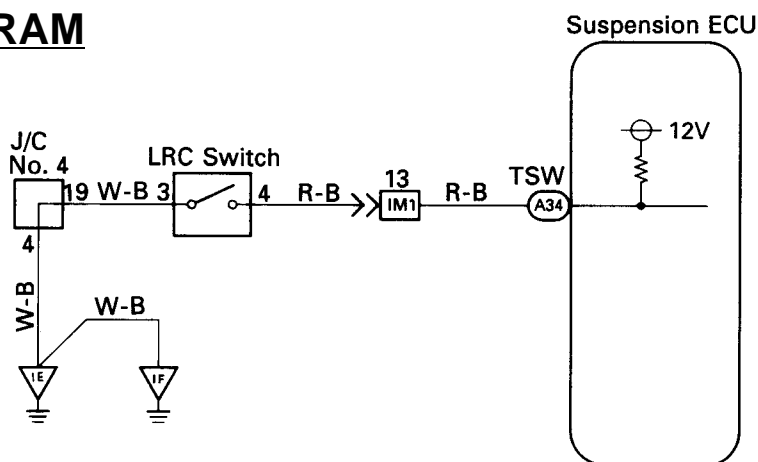 RAM
Suspension ECU
12V
J/C
No. 4
LRC Switch
19 W-B 3
4 R-B
13
IM1
R-B
TSW
A34
4
W-B
W-B
IE
IF